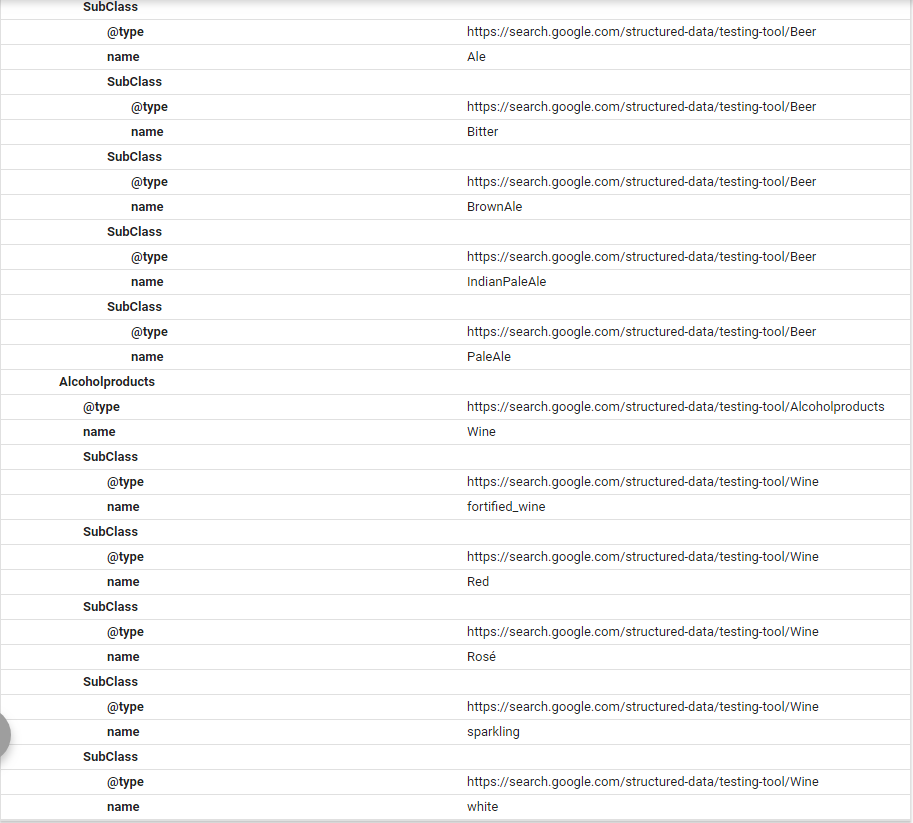 SubClass
@type https://search.google.com/structured-data/testing-tool/Beer
name Ale
SubClass
@type https://search.google.com/structured-data/testing-tool/Beer
name Bitter
SubClass
@type https://search.google.com/structured-data/testing-tool/Beer
name BrownAle
SubClass
@type https://search.google.com/structured-data/testing-tool/Beer
name IndianPaleAle
SubClass
@type https://search.google.com/structured-data/testing-tool/Beer
name PaleAle
Alcoholproducts
@type https://search.google.com/structured-data/testing-tool/Alcoholproducts
name Wine
SubClass
@type https://search.google.com/structured-data/testing-tool/Wine
name fortified_wine
SubClass
@type https://search.google.com/structured-data/testing-tool/Wine
name Red
SubClass
@type https://search.google.com/structured-data/testing-tool/Wine
name Rosé
SubClass
@type https://search.google.com/structured-data/testing-tool/Wine
name sparkling
SubClass
@type https://search.google.com/structured-data/testing-tool/Wine
name white